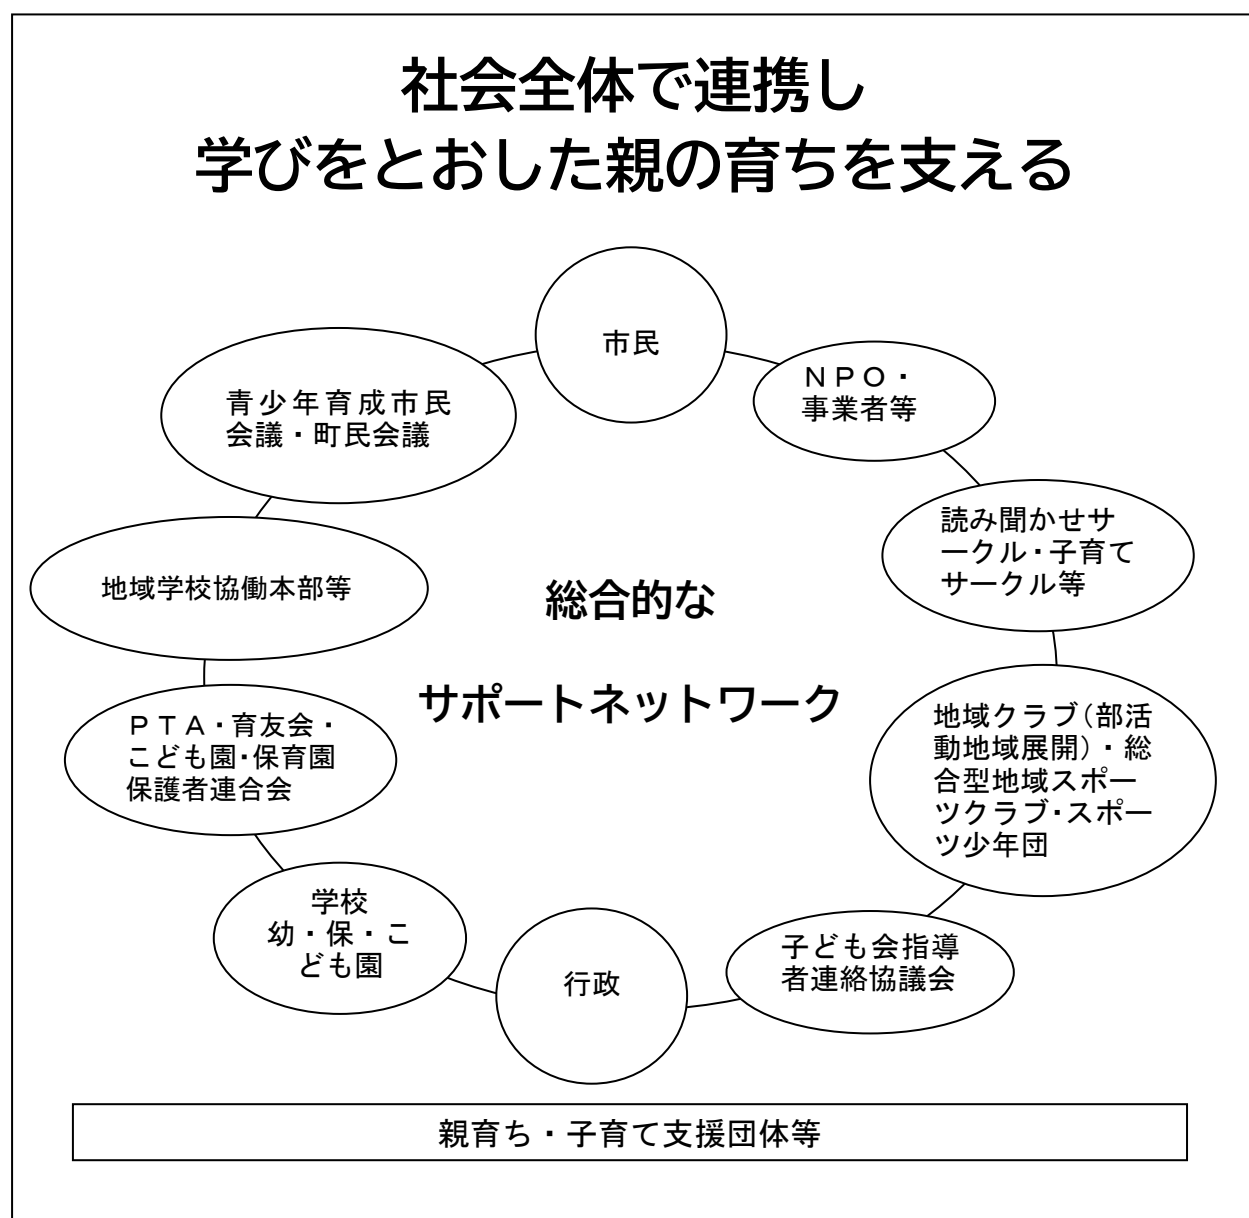 社会全体で連携し
学びをとおした親の育ちを支える
市民
ＮＰＯ・
事業者等
青少年育成市民
会議・町民会議
読み聞かせサ
ークル・子育て
サークル等
地域学校協働本部等
総合的な
サポートネットワーク
ＰＴＡ・育友会・
こども園・保育園
保護者連合会
地域クラブ（部活
動地域展開）・総
合型地域スポー
ツクラブ・スポー
ツ少年団
学校
幼・保・こ
ども園
行政
子ども会指導
者連絡協議会
親育ち・子育て支援団体等